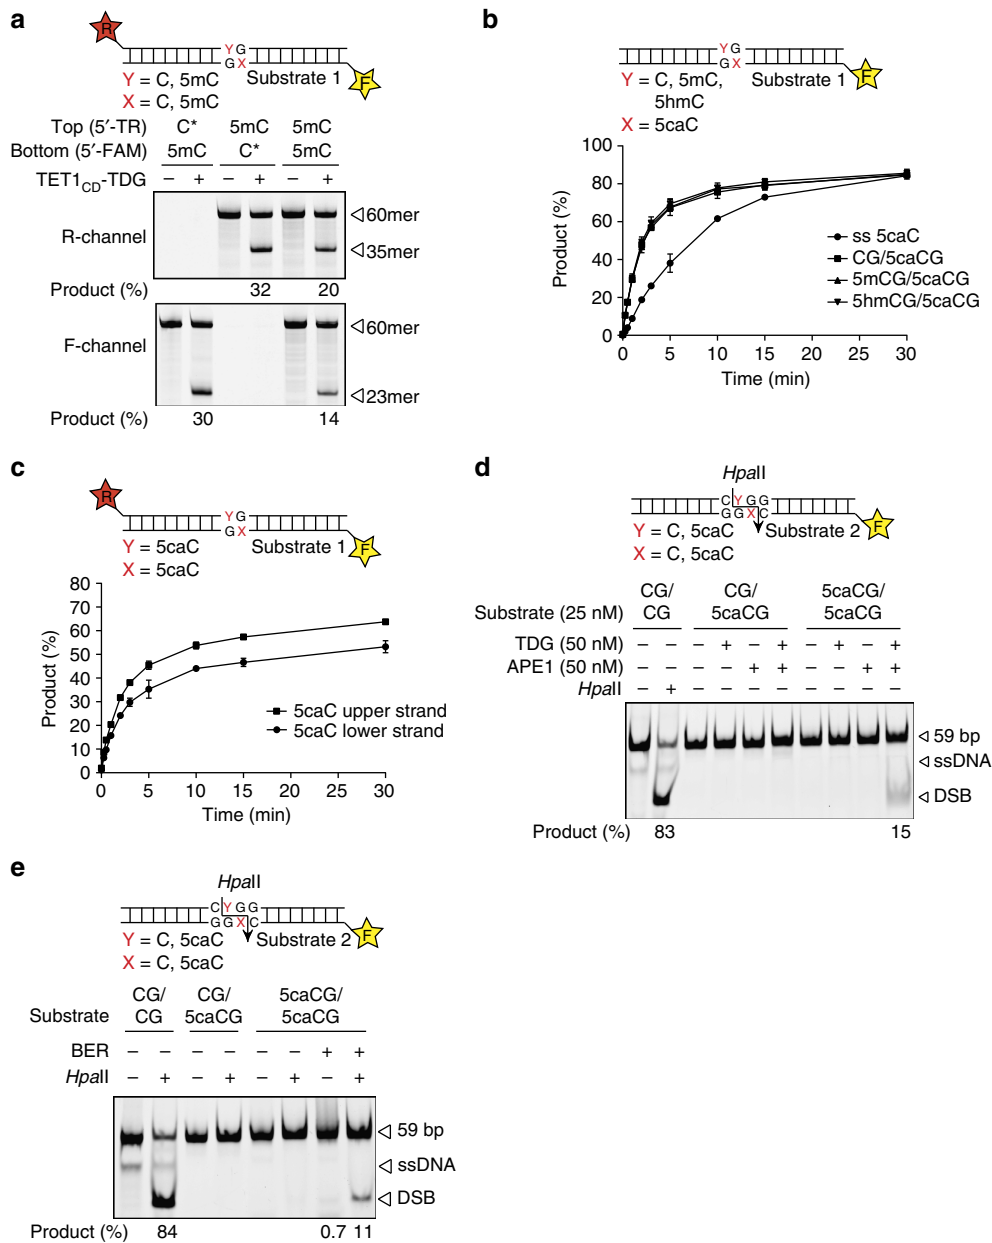 a
R
Y G
G X
Y = C, 5mC
Substrate 1
F
X = C, 5mC
Top (5′-TR) C* 5mC 5mC
Bottom (5′-FAM) 5mC C* 5mC
TET1CD-TDG – + – + – +
R-channel
60mer
35mer
Product (%) 32 20
F-channel
60mer
23mer
Product (%) 30 14
b
Y G
G X
Y = C, 5mC,
5hmC
Substrate 1
F
X = 5caC
Product (%)
100
80
60
40
20
0
ss 5caC
CG/5caCG
5mCG/5caCG
5hmCG/5caCG
0 5 10 15 20 25 30
Time (min)
c
R
Y G
G X
Y = 5caC
Substrate 1
F
X = 5caC
Product (%)
80
70
60
50
40
30
20
10
0
5caC upper strand
5caC lower strand
0 5 10 15 20 25 30
Time (min)
d
HpaII
C Y G G
G G X C
Y = C, 5caC
Substrate 2
F
X = C, 5caC
Substrate (25 nM)
CG/
CG
CG/
5caCG
5caCG/
5caCG
TDG (50 nM) – – – + – + – + – +
APE1 (50 nM) – – – – + + – – + +
HpaII – + – – – – – – – –
59 bp
ssDNA
DSB
Product (%) 83 15
e
HpaII
C Y G G
G G X C
Y = C, 5caC
Substrate 2
F
X = C, 5caC
Substrate
CG/
CG
CG/
5caCG
5caCG/
5caCG
BER – – – – – – + +
HpaII – + – + – + – +
59 bp
ssDNA
DSB
Product (%) 84 0.7 11